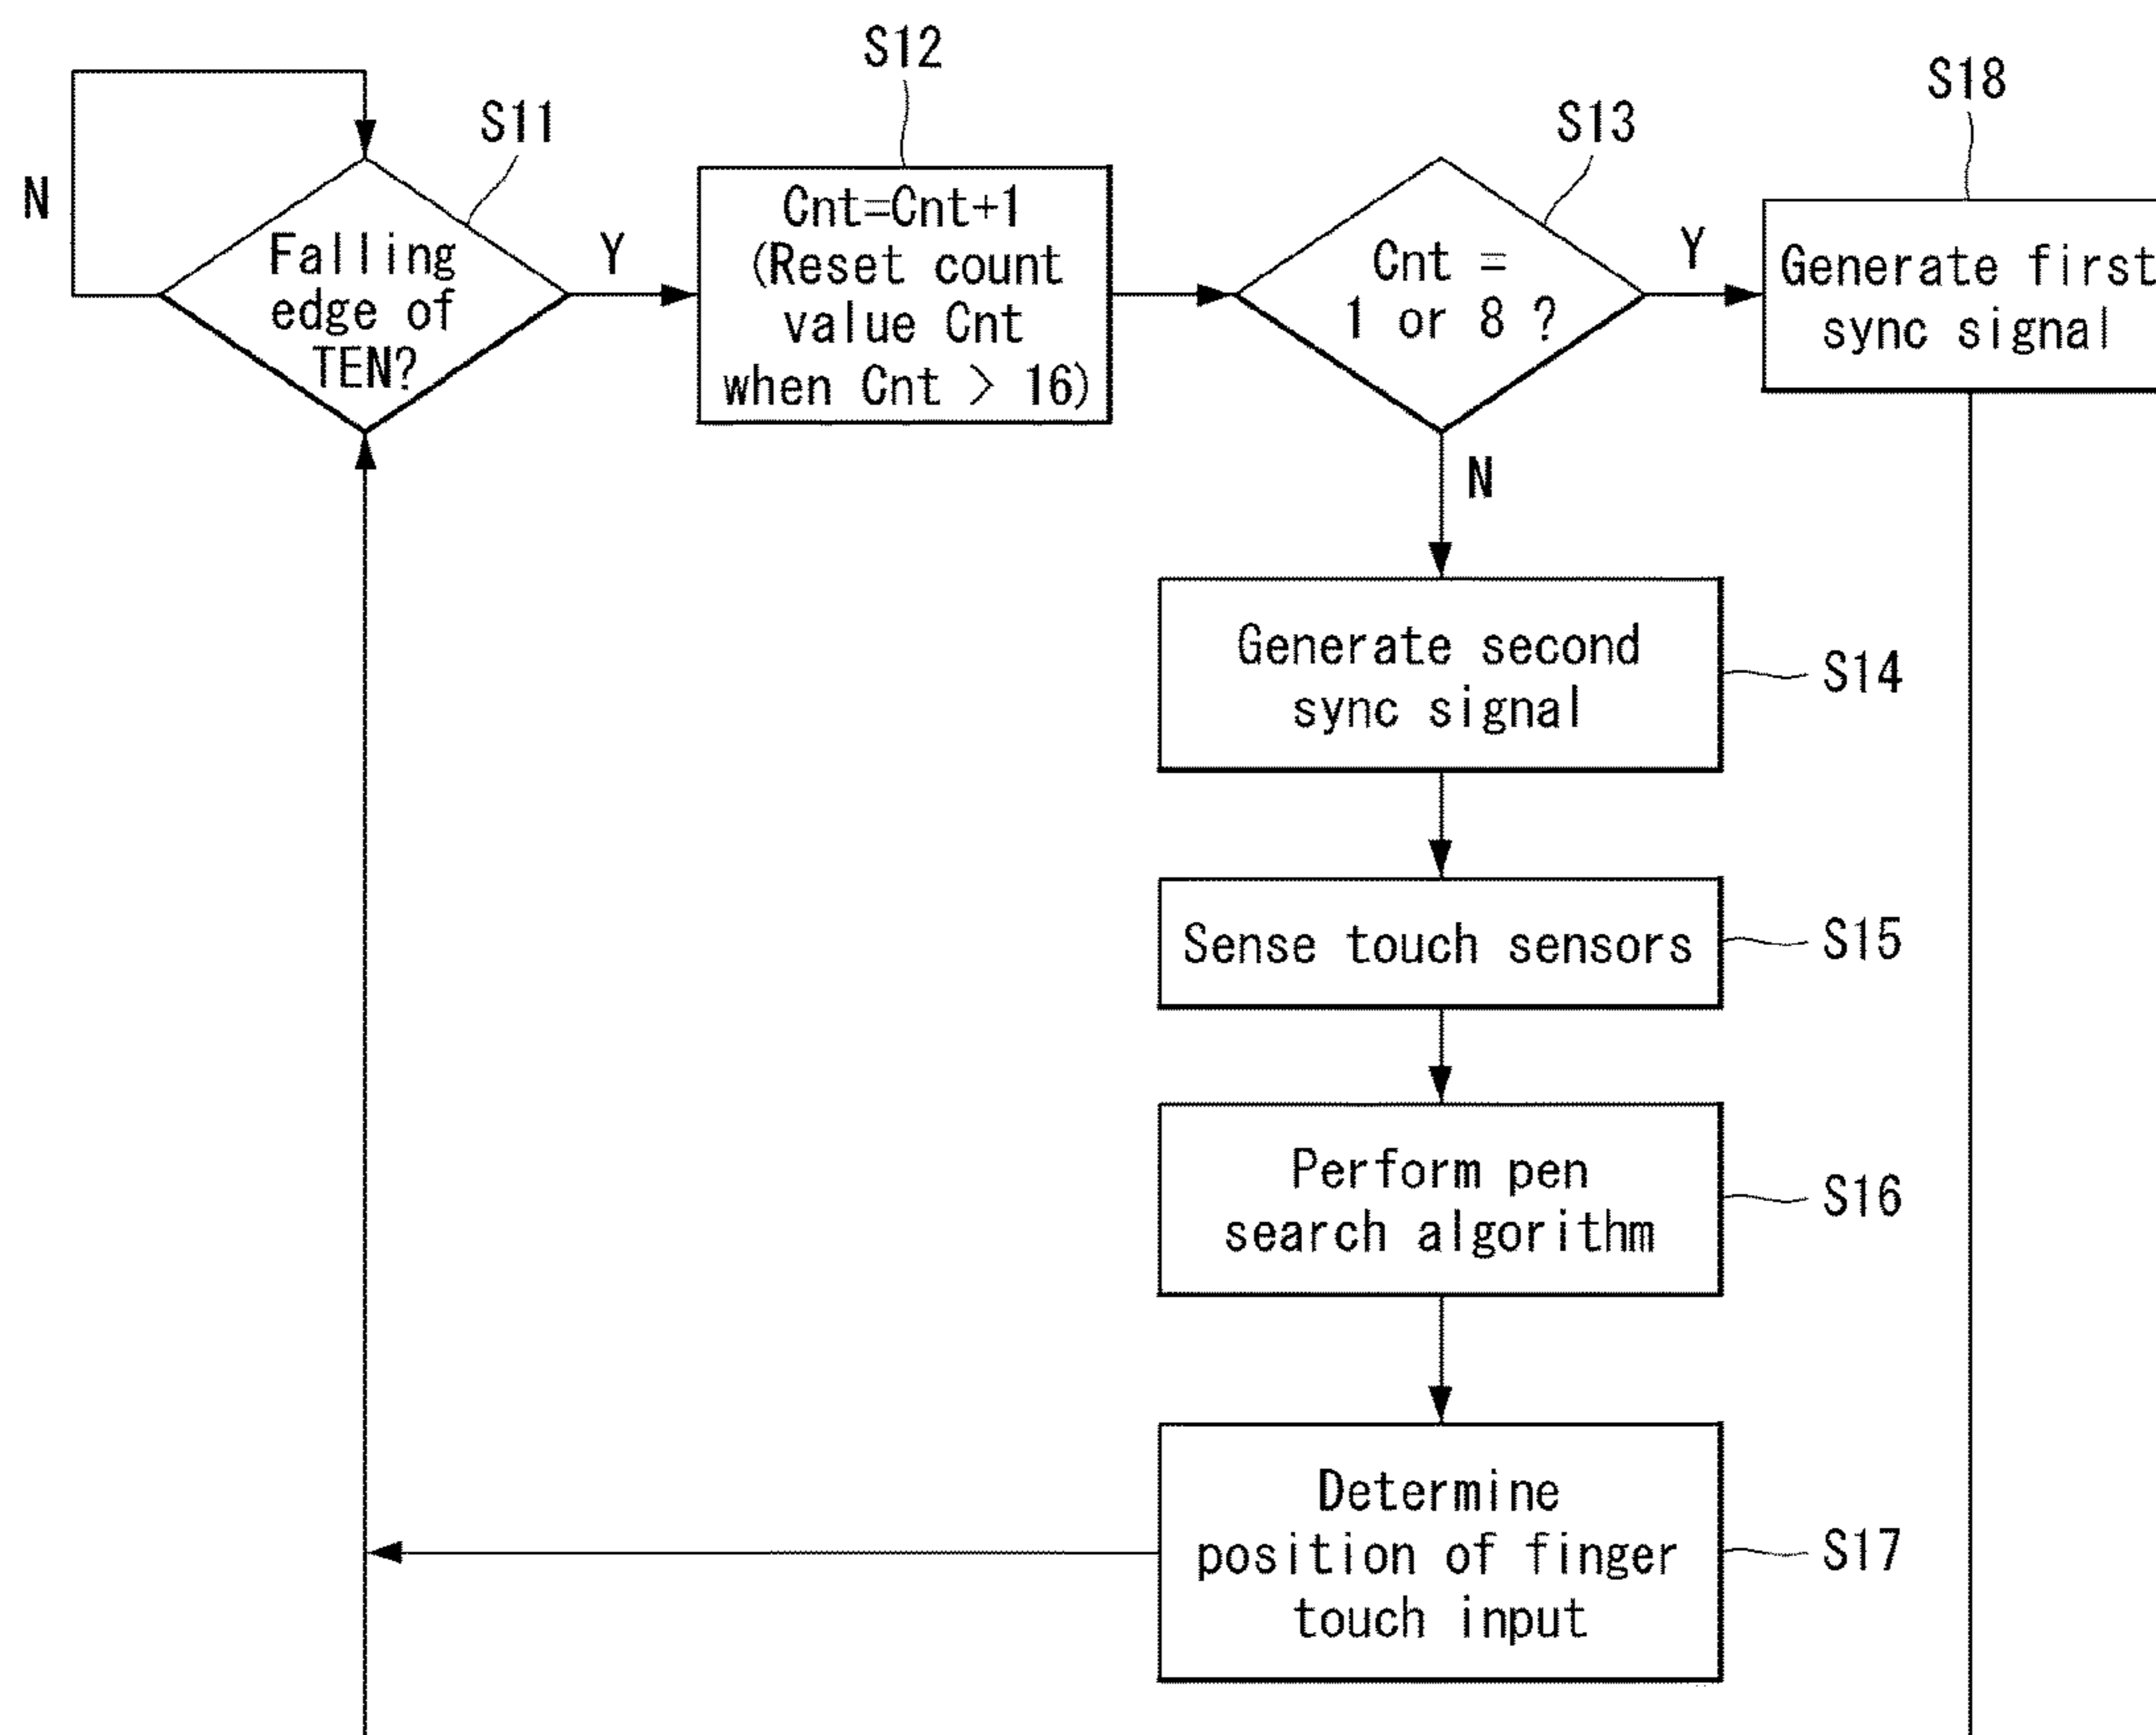 S11
N
Falling
edge of
TEN?
Y
S12
Cnt=Cnt+1
(Reset count
value Cnt
when Cnt > 16)
S13
Cnt =
1 or 8 ?
Y
S18
Generate first
sync signal
N
Generate second
sync signal
S14
Sense touch sensors
S15
Perform pen
search algorithm
S16
Determine
position of finger
touch input
S17